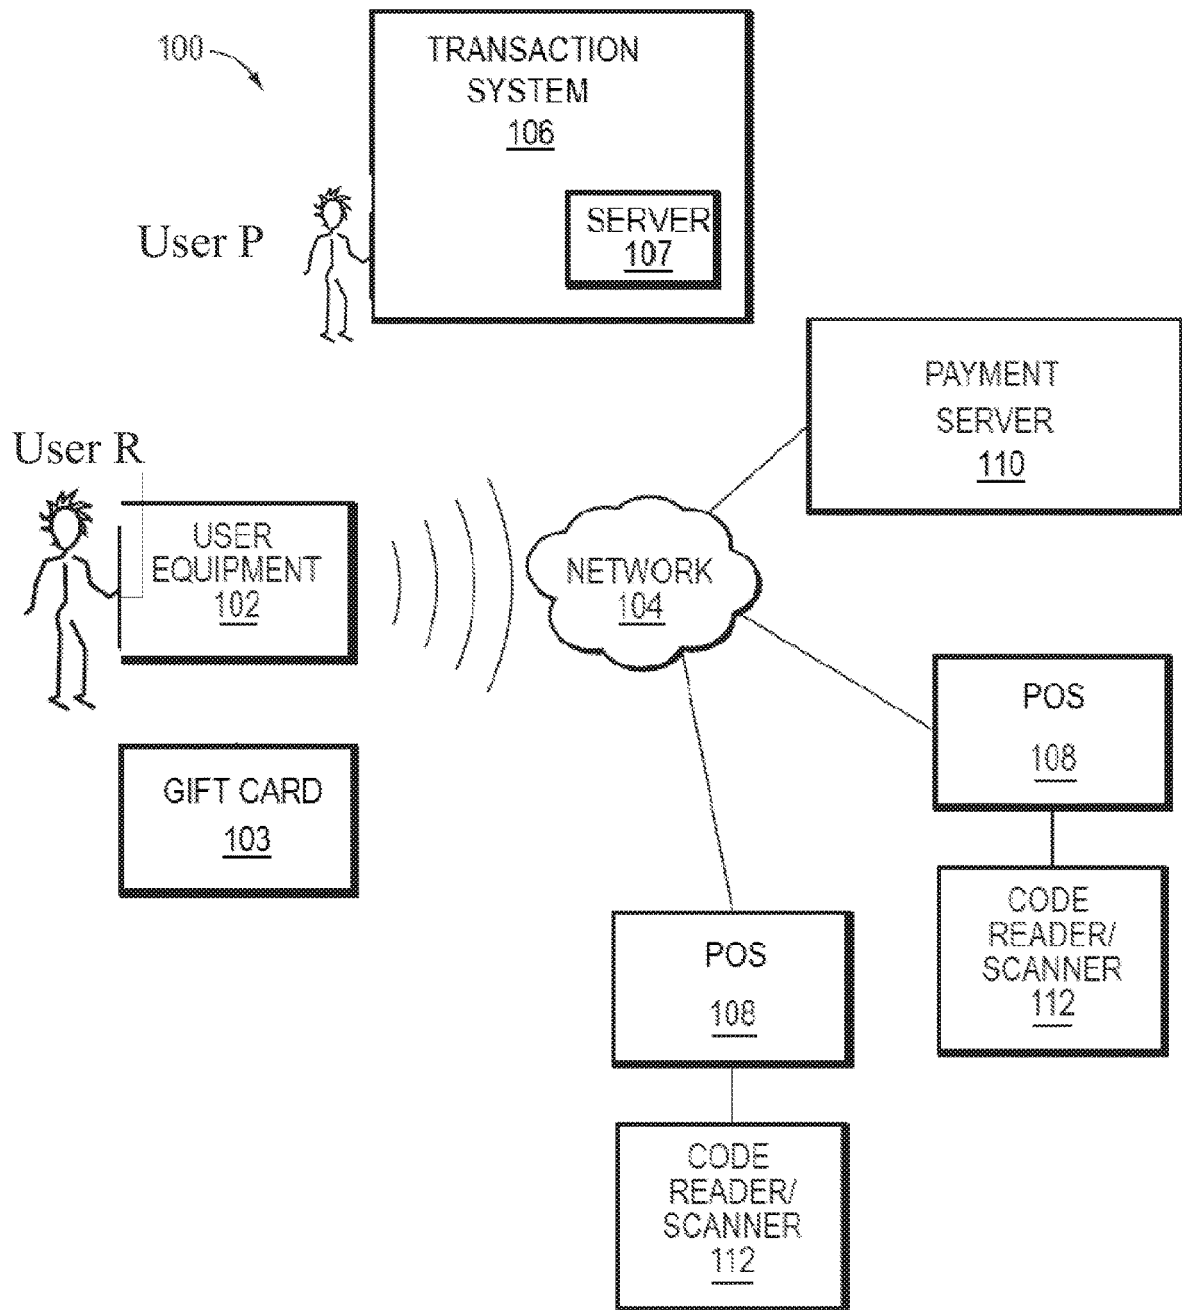 100
TRANSACTION
SYSTEM
106
SERVER
107
User P
PAYMENT
SERVER
110
User R
USER
EQUIPMENT
102
NETWORK
104
POS
108
GIFT CARD
103
CODE
READER/
SCANNER
112
POS
108
CODE
READER/
SCANNER
112